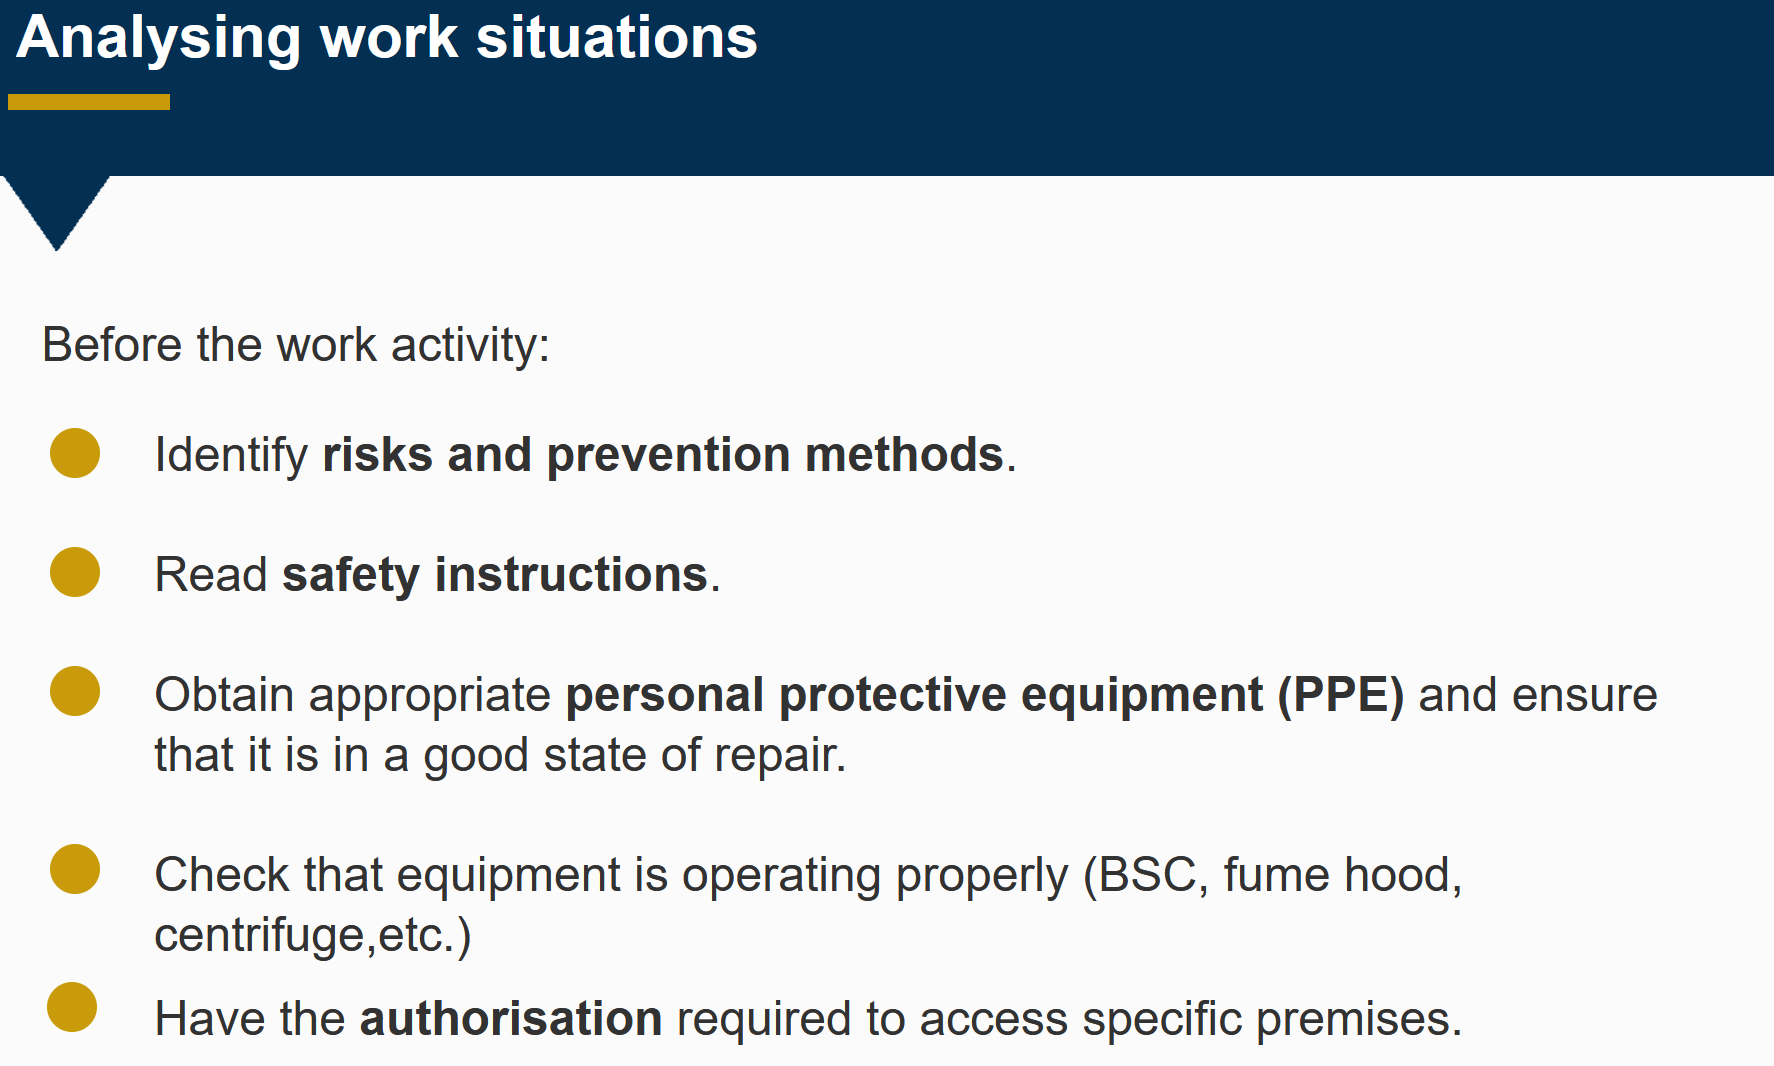 Analysing work situations
Before the work activity:
Identify risks and prevention methods.
Read safety instructions.
Obtain appropriate personal protective equipment (PPE) and ensure
that it is in a good state of repair.
Check that equipment is operating properly (BSC, fume hood,
centrifuge,etc.)
Have the authorisation required to access specific premises.